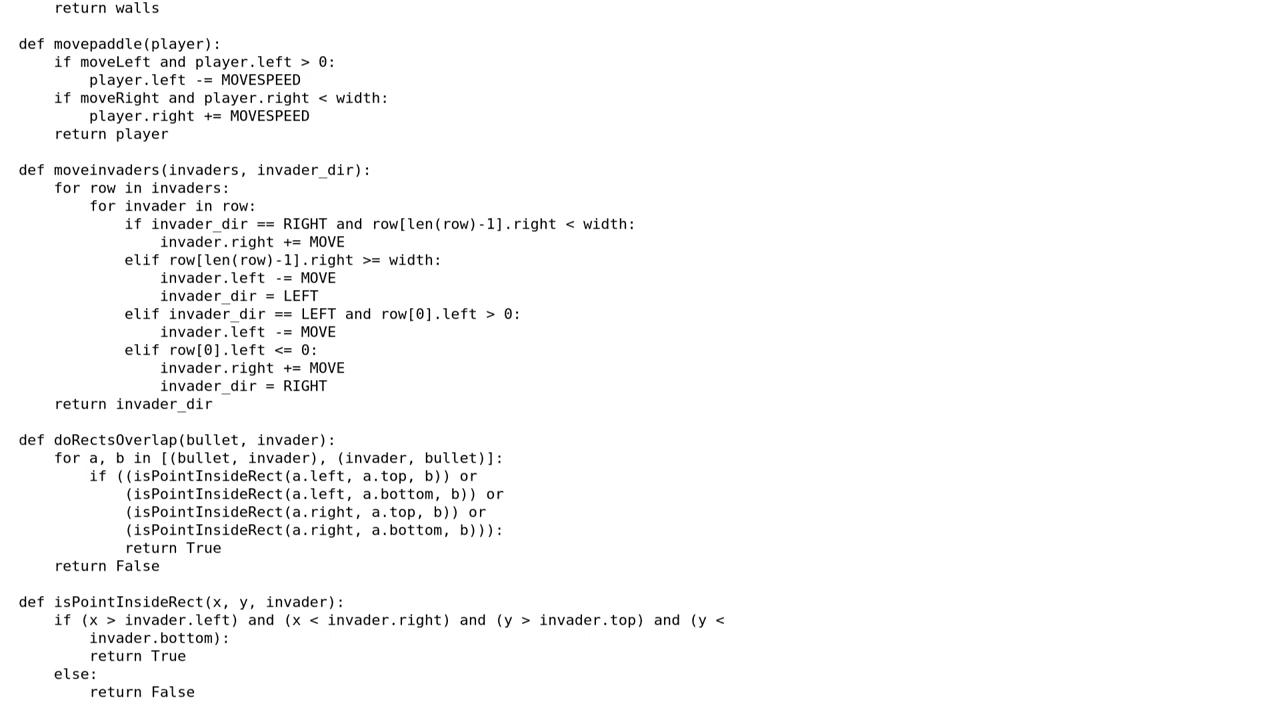 return walls

def movepaddle(player):
    if moveLeft and player.left > 0:
        player.left -= MOVESPEED
    if moveRight and player.right < width:
        player.right += MOVESPEED
    return player

def moveinvaders(invaders, invader_dir):
    for row in invaders:
        for invader in row:
            if invader_dir == RIGHT and row[len(row)-1].right < width:
                invader.right += MOVE
            elif row[len(row)-1].right >= width:
                invader.left -= MOVE
                invader_dir = LEFT
            elif invader_dir == LEFT and row[0].left > 0:
                invader.left -= MOVE
            elif row[0].left <= 0:
                invader.right += MOVE
                invader_dir = RIGHT
    return invader_dir

def doRectsOverlap(bullet, invader):
    for a, b in [(bullet, invader), (invader, bullet)]:
        if ((isPointInsideRect(a.left, a.top, b)) or
            (isPointInsideRect(a.left, a.bottom, b)) or
            (isPointInsideRect(a.right, a.top, b)) or
            (isPointInsideRect(a.right, a.bottom, b))):
            return True
    return False

def isPointInsideRect(x, y, invader):
    if (x > invader.left) and (x < invader.right) and (y > invader.top) and (y <
        invader.bottom):
        return True
    else:
        return False